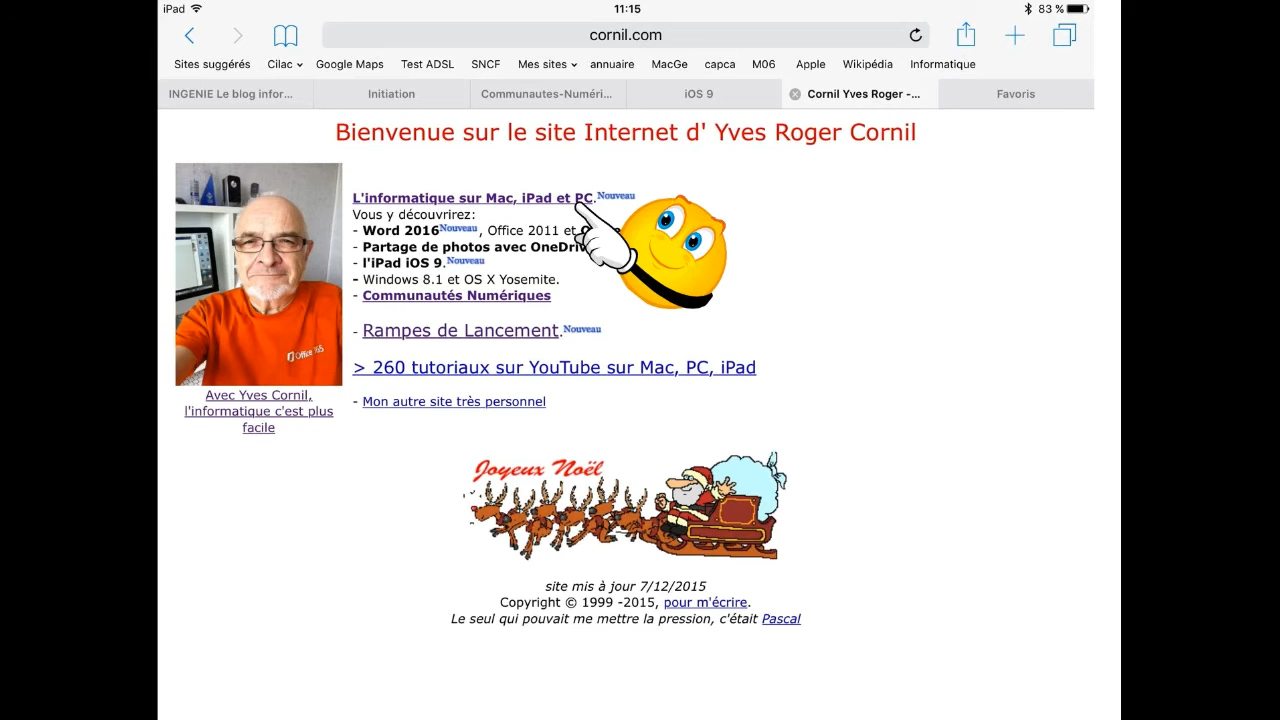 iPad 11:15 83 %
cornil.com
Sites suggérés Cilac Google Maps Test ADSL SNCF Mes sites annuaire MacGe capca M06 Apple Wikipédia Informatique
INGENIE Le blog infor... Initiation Communautes-Numéri... iOS 9 Cornil Yves Roger -... Favoris
Bienvenue sur le site Internet d' Yves Roger Cornil
L'informatique sur Mac, iPad et PC. Nouveau
Vous y découvrirez:
- Word 2016 Nouveau , Office 2011 et
- Partage de photos avec OneDriv
- l'iPad iOS 9. Nouveau
- Windows 8.1 et OS X Yosemite.
- Communautés Numériques
- Rampes de Lancement. Nouveau
> 260 tutoriaux sur YouTube sur Mac, PC, iPad
- Mon autre site très personnel
Office 365
Avec Yves Cornil,
l'informatique c'est plus
facile
Joyeux Noël
site mis à jour 7/12/2015
Copyright © 1999 -2015, pour m'écrire.
Le seul qui pouvait me mettre la pression, c'était Pascal